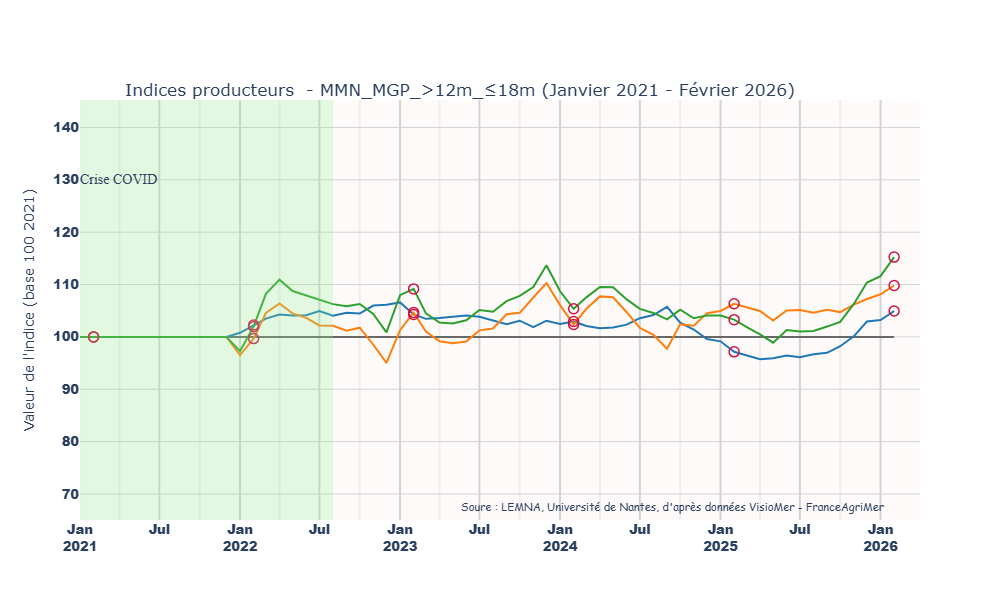 Indices producteurs  - MMN_MGP_>12m_≤18m (Janvier 2021 - Février 2026)
Valeur de l'indice (base 100 2021)
140
130
120
110
100
90
80
70
Crise COVID
Soure : LEMNA, Université de Nantes, d'après données VisioMer - FranceAgriMer
Jan Jul Jan Jul Jan Jul Jan Jul Jan Jul Jan
2021 2022 2023 2024 2025 2026